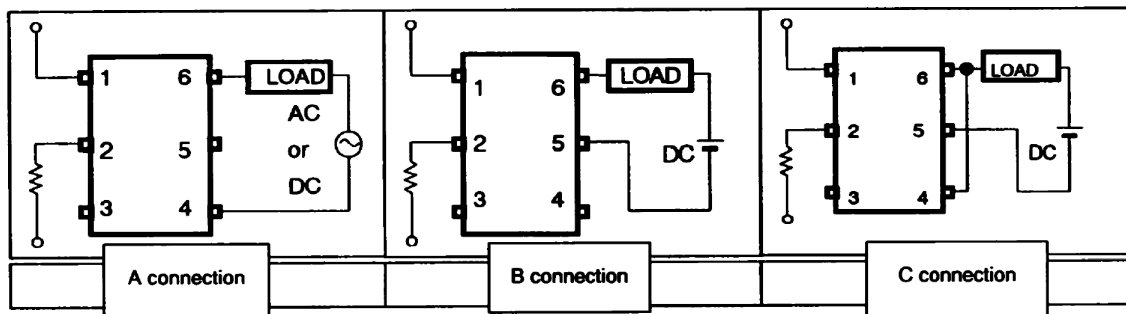 1 6 LOAD
AC
2 5 or
DC
3 4
A connection
1 6 LOAD
2 5 DC
3 4
B connection
1 6 LOAD
2 5 DC
3 4
C connection